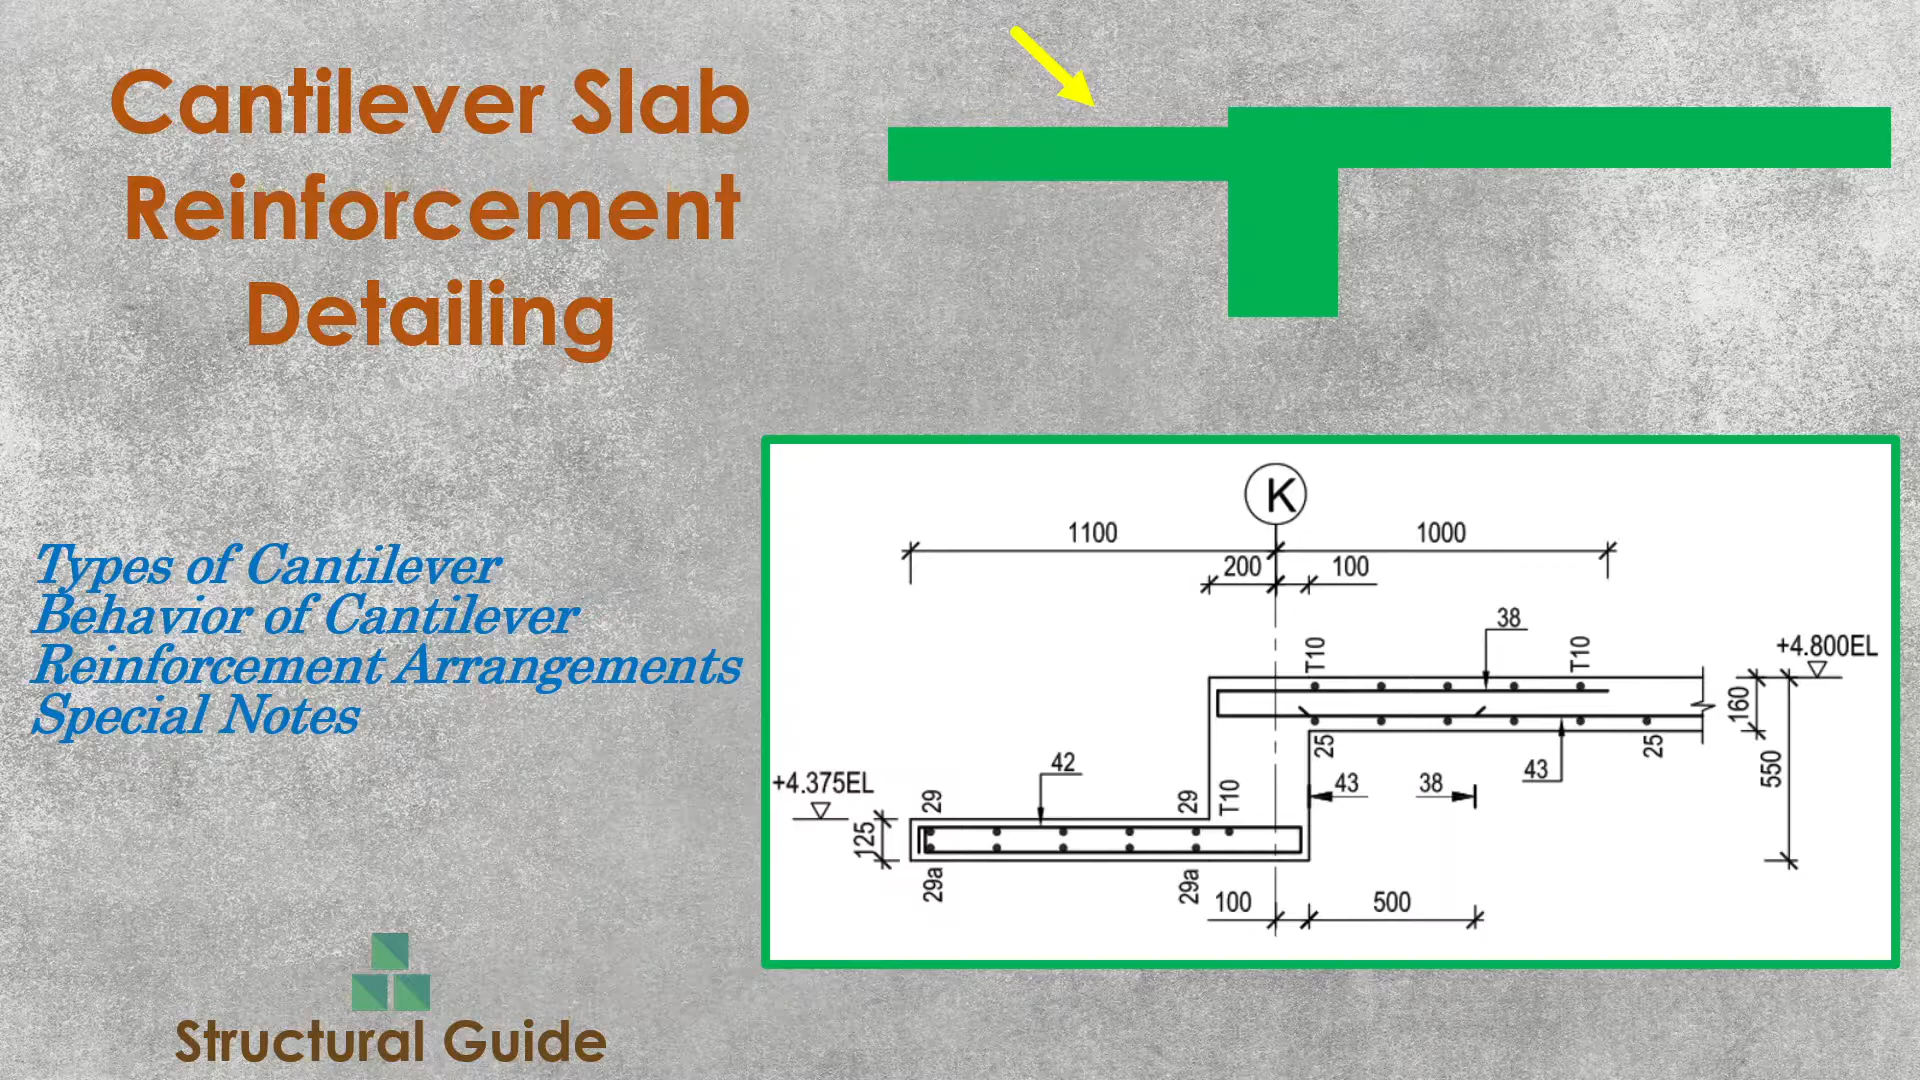 Cantilever Slab
Reinforcement
Detailing
Types of Cantilever
Behavior of Cantilever
Reinforcement Arrangements
Special Notes
Structural Guide
K
1100
1000
200
100
38
T10
T10
+4.800EL
160
550
25
25
43
43
38
42
+4.375EL
29
29
T10
125
29a
29a
100
500